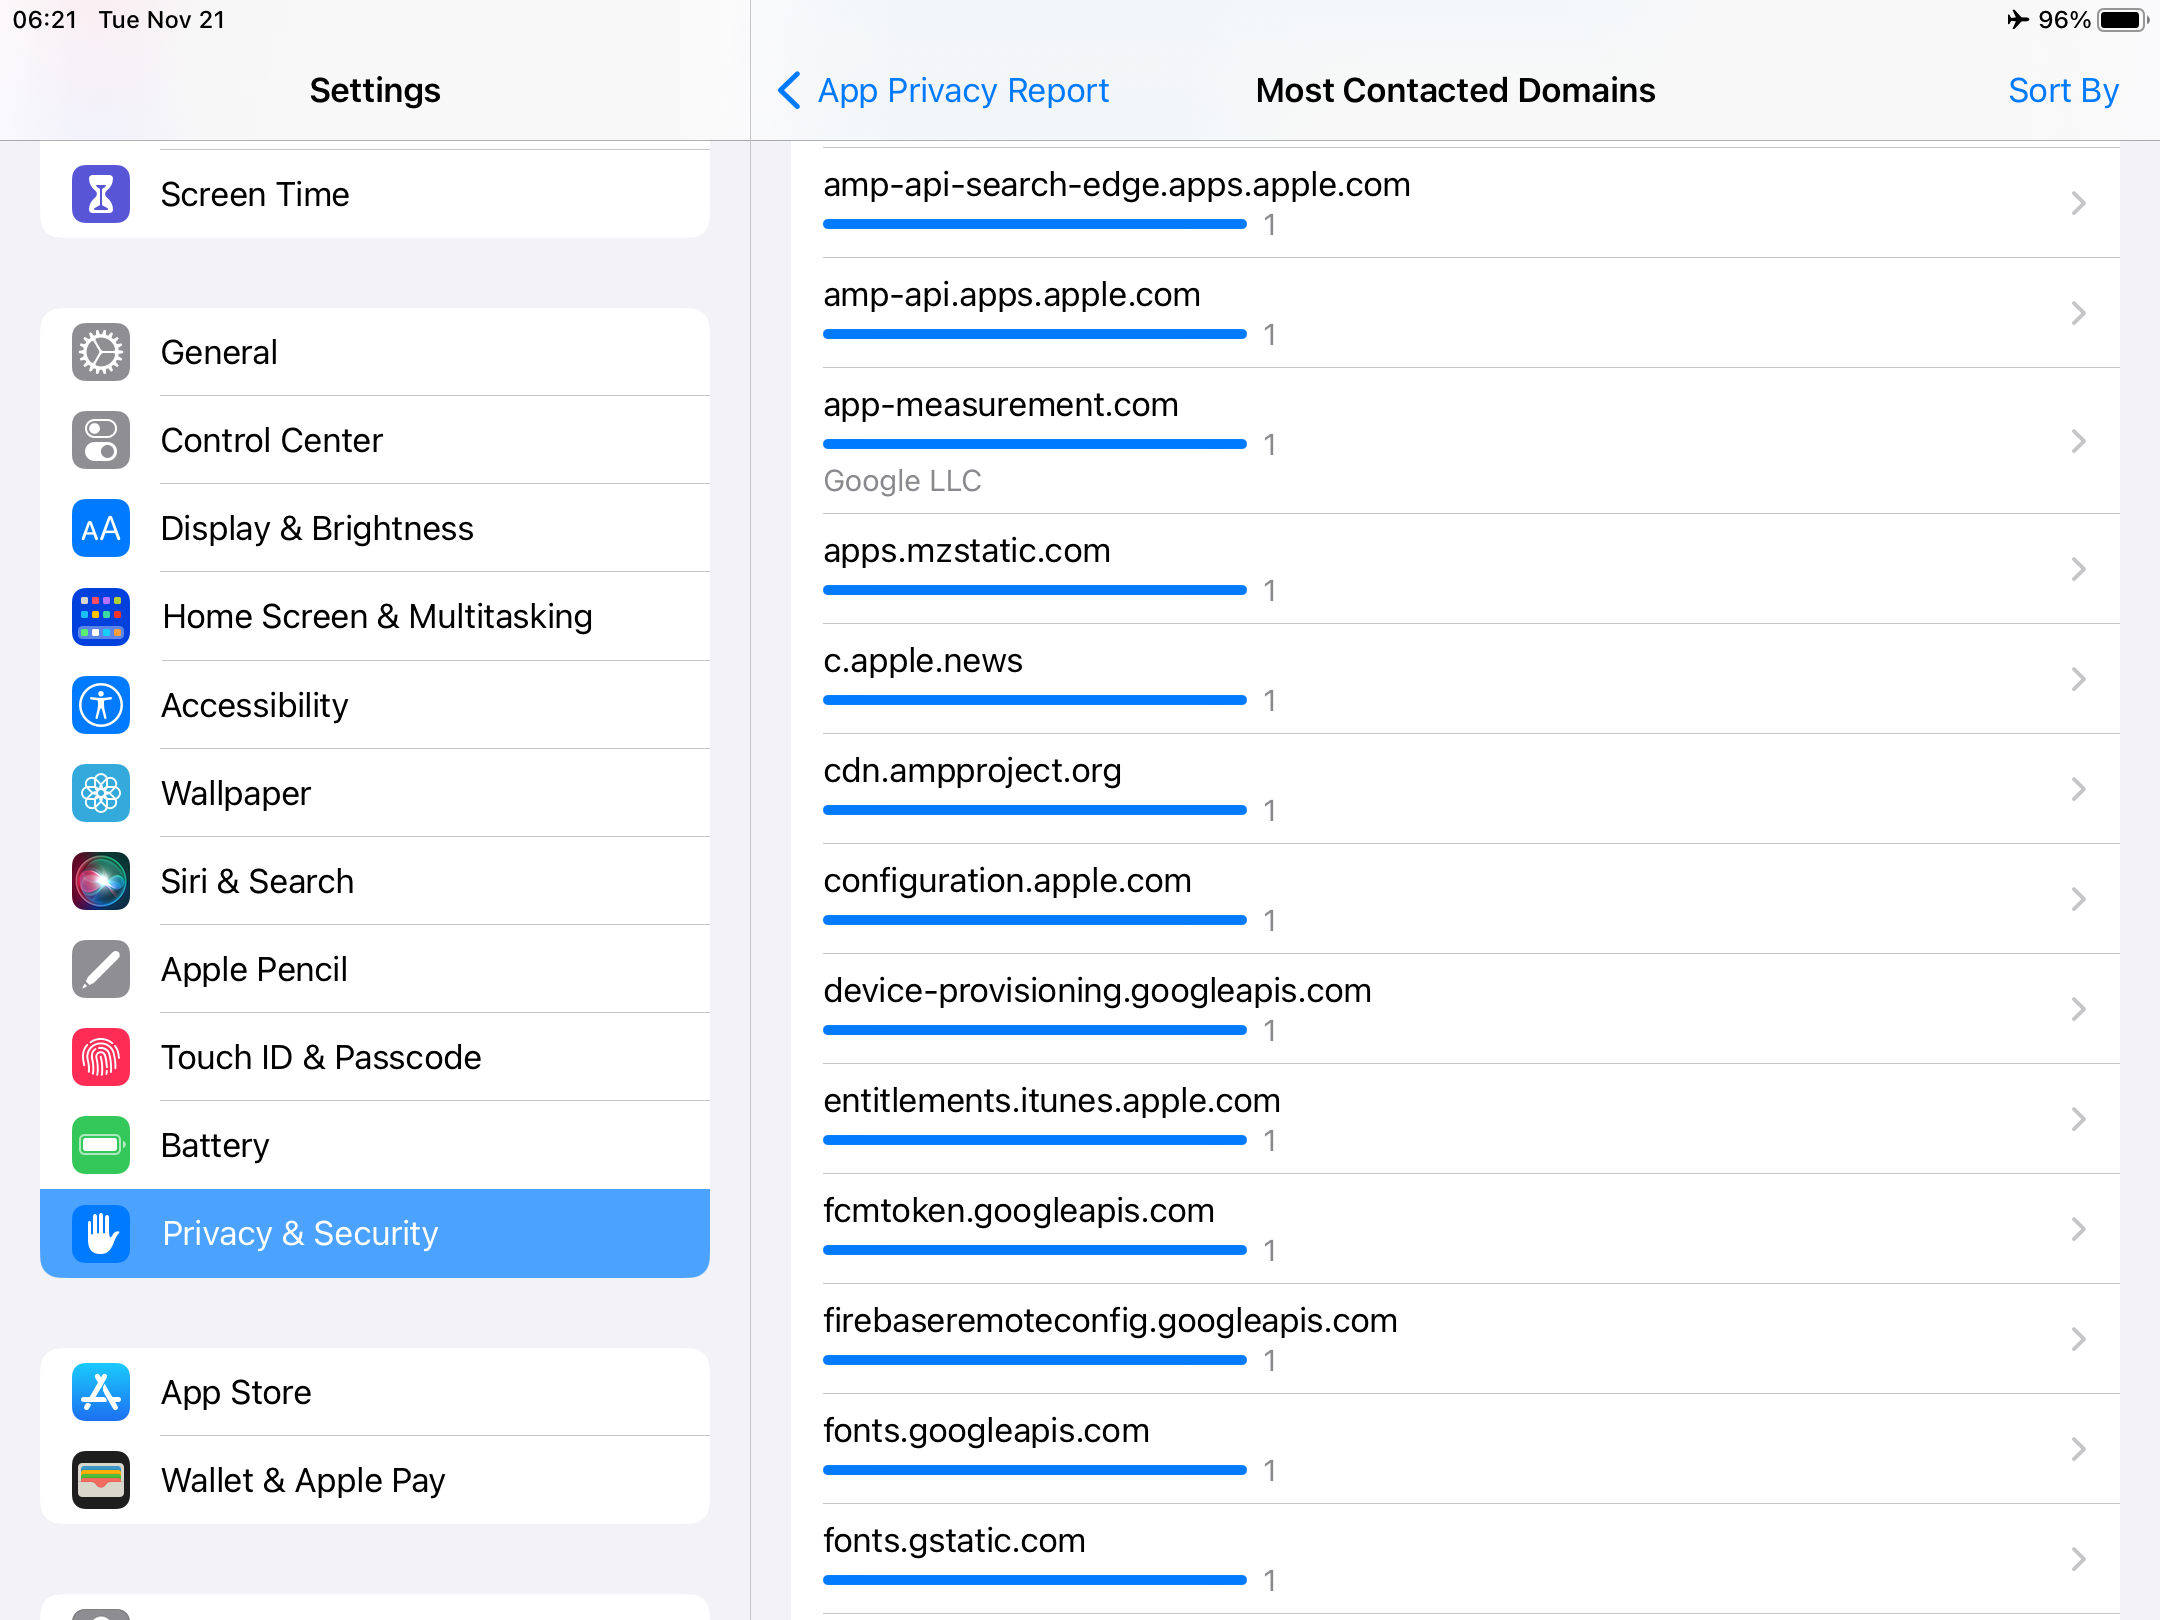 06:21 Tue Nov 21
96%
Settings
Screen Time
General
Control Center
AA Display & Brightness
Home Screen & Multitasking
Accessibility
Wallpaper
Siri & Search
Apple Pencil
Touch ID & Passcode
Battery
Privacy & Security
App Store
Wallet & Apple Pay
App Privacy Report
Most Contacted Domains
Sort By
amp-api-search-edge.apps.apple.com
1
amp-api.apps.apple.com
1
app-measurement.com
1
Google LLC
apps.mzstatic.com
1
c.apple.news
1
cdn.ampproject.org
1
configuration.apple.com
1
device-provisioning.googleapis.com
1
entitlements.itunes.apple.com
1
fcmtoken.googleapis.com
1
firebaseremoteconfig.googleapis.com
1
fonts.googleapis.com
1
fonts.gstatic.com
1